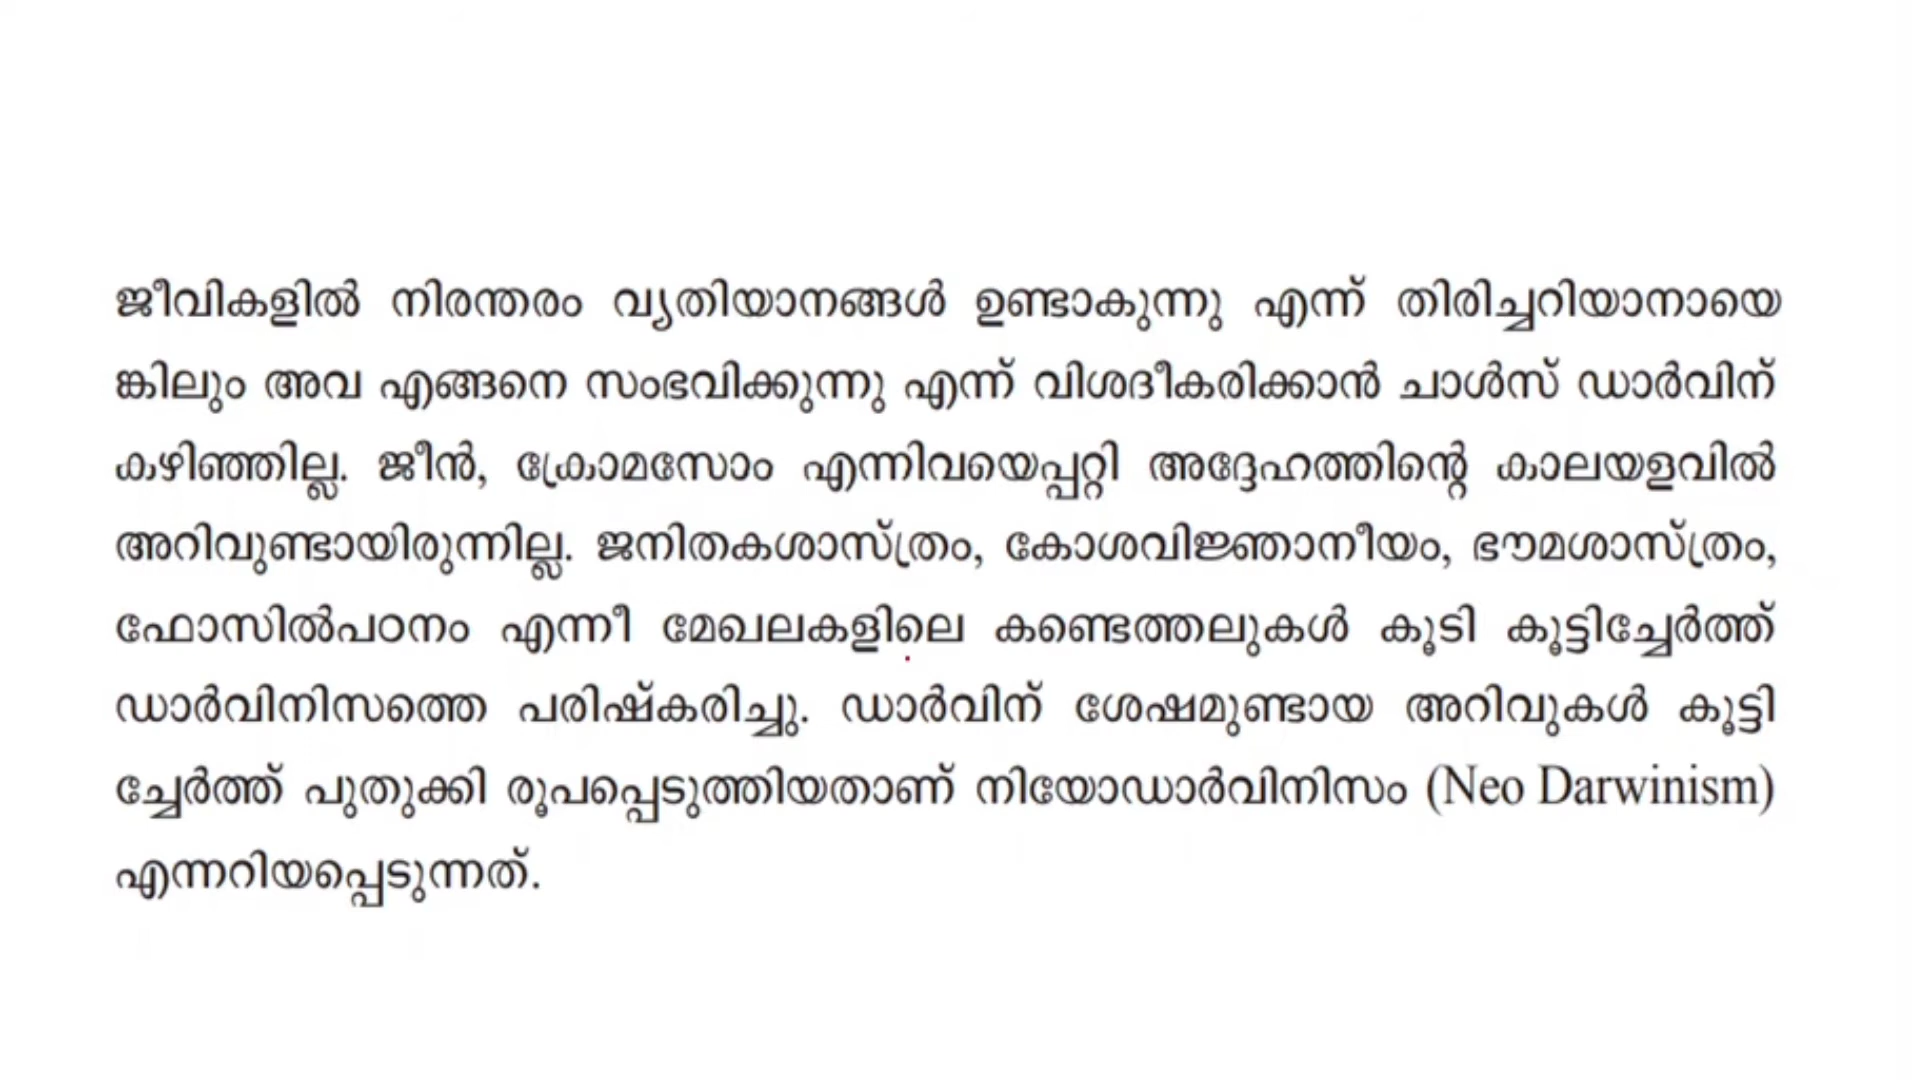 ജീവികളിൽ നിരന്തരം വ്യതിയാനങ്ങൾ ഉണ്ടാകുന്നു എന്ന് തിരിച്ചറിയാനായെ
ങ്കിലും അവ എങ്ങനെ സംഭവിക്കുന്നു എന്ന് വിശദീകരിക്കാൻ ചാൾസ് ഡാർവിന്
കഴിഞ്ഞില്ല. ജീൻ, ക്രോമസോം എന്നിവയെപ്പറ്റി അദ്ദേഹത്തിന്റെ കാലയളവിൽ
അറിവുണ്ടായിരുന്നില്ല. ജനിതകശാസ്ത്രം, കോശവിജ്ഞാനീയം, ഭൗമശാസ്ത്രം,
ഫോസിൽപഠനം എന്നീ മേഖലകളിലെ കണ്ടെത്തലുകൾ കൂടി കൂട്ടിച്ചേർത്ത്
ഡാർവിനിസത്തെ പരിഷ്കരിച്ചു. ഡാർവിന് ശേഷമുണ്ടായ അറിവുകൾ കൂട്ടി
ച്ചേർത്ത് പുതുക്കി രൂപപ്പെടുത്തിയതാണ് നിയോഡാർവിനിസം (Neo Darwinism)
എന്നറിയപ്പെടുന്നത്.